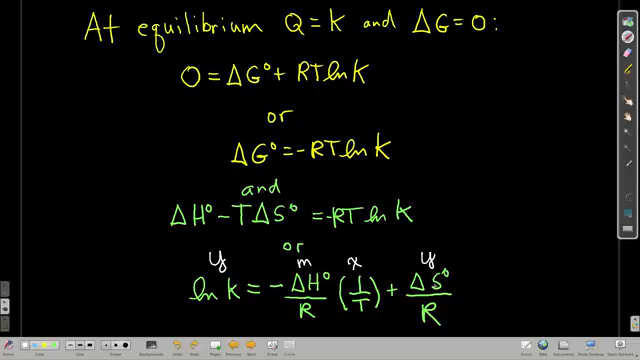 At equilibrium Q = K and ΔG = 0:
0 = ΔG° + RT ln K
or
ΔG° = -RT ln K
and
ΔH° - TΔS° = -RT ln K
or
y m x y
ln K = - ΔH°/R (1/T) + ΔS°/R